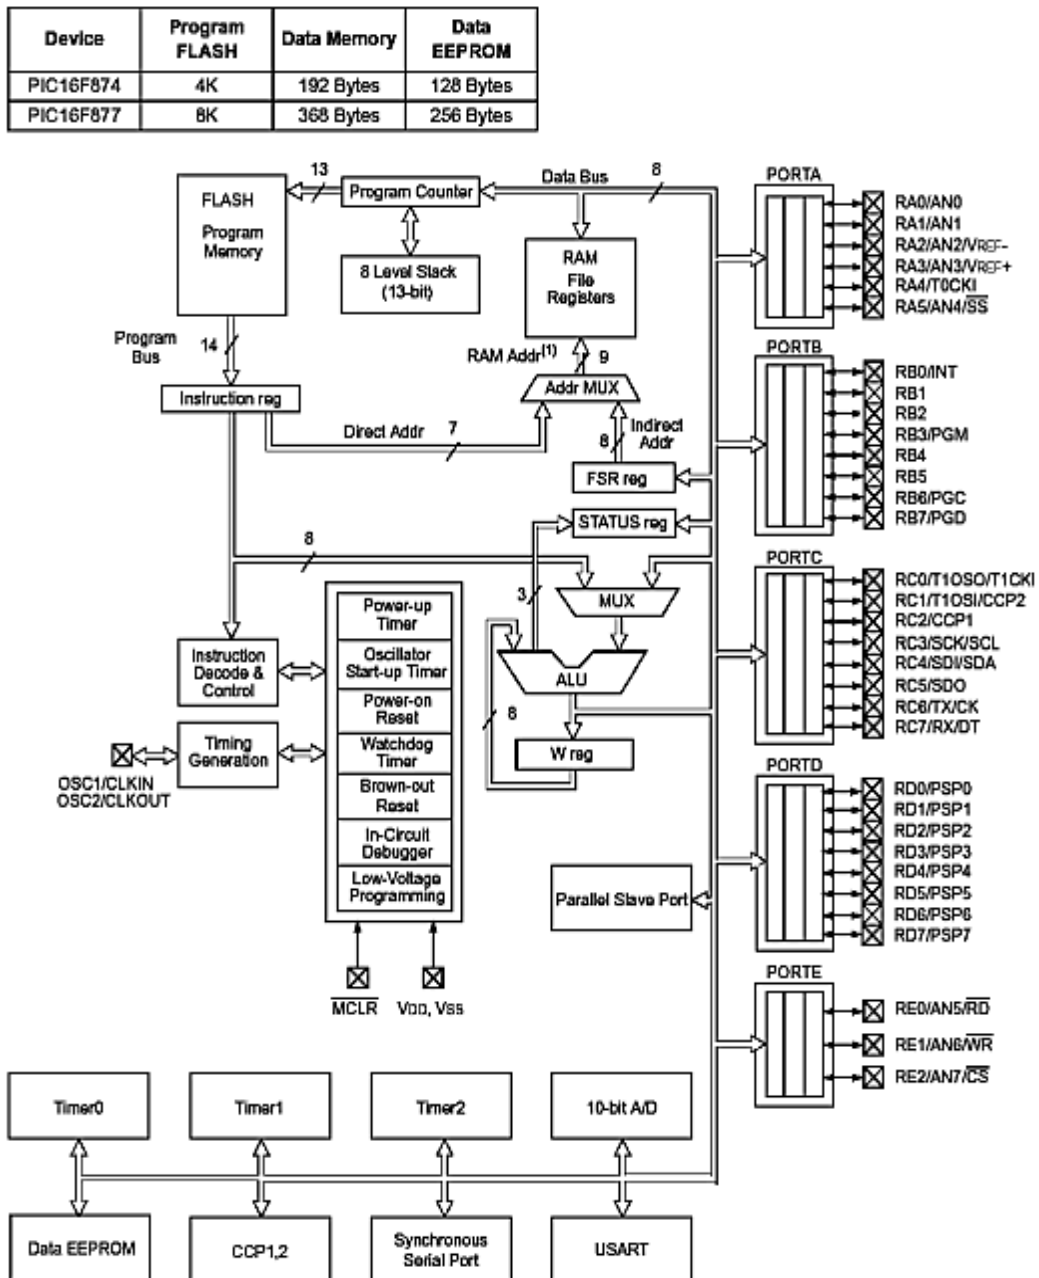 Device Program FLASH Data Memory Data EEPROM
PIC16F874 4K 192 Bytes 128 Bytes
PIC16F877 8K 368 Bytes 256 Bytes
FLASH
Program
Memory
13
Program Counter
8 Level Stack
(13-bit)
Data Bus
8
RAM
File
Registers
Program
Bus
14
RAM Addr(1)
9
Instruction reg
Addr MUX
Direct Addr
7
8
Indirect
Addr
FSR reg
STATUS reg
8
3
MUX
ALU
8
W reg
Instruction
Decode &
Control
Timing
Generation
OSC1/CLKIN
OSC2/CLKOUT
Power-up
Timer
Oscillator
Start-up Timer
Power-on
Reset
Watchdog
Timer
Brown-out
Reset
In-Circuit
Debugger
Low-Voltage
Programming
MCLR
VDD, VSS
Parallel Slave Port
PORTA
RA0/AN0
RA1/AN1
RA2/AN2/VREF-
RA3/AN3/VREF+
RA4/T0CKI
RA5/AN4/SS
PORTB
RB0/INT
RB1
RB2
RB3/PGM
RB4
RB5
RB6/PGC
RB7/PGD
PORTC
RC0/T1OSO/T1CKI
RC1/T1OSI/CCP2
RC2/CCP1
RC3/SCK/SCL
RC4/SDI/SDA
RC5/SDO
RC6/TX/CK
RC7/RX/DT
PORTD
RD0/PSP0
RD1/PSP1
RD2/PSP2
RD3/PSP3
RD4/PSP4
RD5/PSP5
RD6/PSP6
RD7/PSP7
PORTE
RE0/AN5/RD
RE1/AN6/WR
RE2/AN7/CS
Timer0
Timer1
Timer2
10-bit A/D
Data EEPROM
CCP1,2
Synchronous
Serial Port
USART